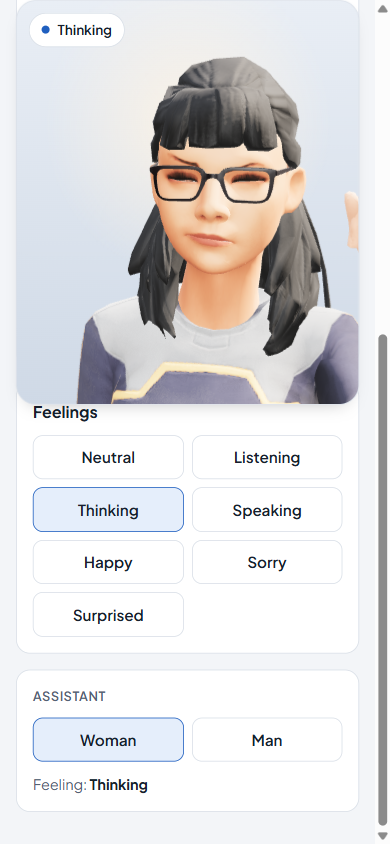 Thinking
Feelings
Neutral
Listening
Thinking
Speaking
Happy
Sorry
Surprised
ASSISTANT
Woman
Man
Feeling: Thinking